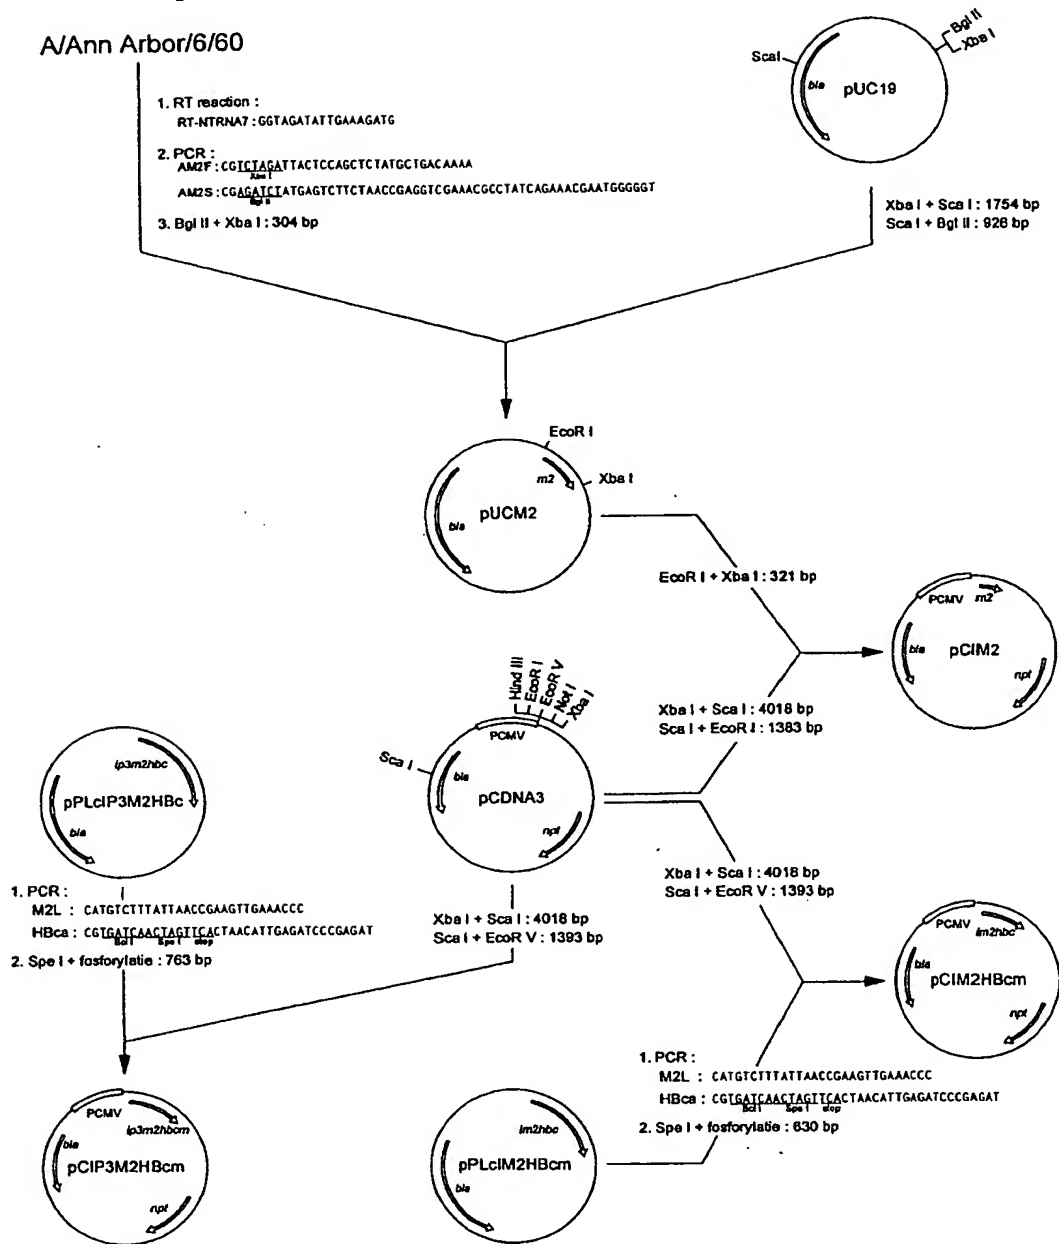 A/Ann Arbor/6/60
1. RT reaction :
RT-NTRNA7 : GGTAGATATTGAAAGATG
2. PCR :
AM2F : CGTCTAGATTACTCCAGCTCTATGCTGACAAAA
Xba I
AM2S : CGAGATCTATGAGTCTTCTAACCGAGGTCGAAACGCCTATCAGAAACGAATGGGGGT
Bgl II
3. Bgl II + Xba I : 304 bp
Bgl II
Xba I
Sca I
bla
pUC19
Xba I + Sca I : 1754 bp
Sca I + Bgl II : 926 bp
EcoR I
m2
Xba I
pUCM2
bla
EcoR I + Xba I : 321 bp
PCMV
m2
bla
pCIM2
npt
Hind III
EcoR I
EcoR V
Not I
Xba I
PCMV
Sca I
bla
pCDNA3
npt
Xba I + Sca I : 4018 bp
Sca I + EcoR I : 1383 bp
ip3m2hbc
pPLcIP3M2HBc
bla
1. PCR :
M2L : CATGTCTTTATTAACCGAAGTTGAAACCC
HBca : CGTGATCAACTAGTTCACTAACATTGAGATCCCGAGAT
Bcl I Spe I stop
2. Spe I + fosforylatie : 763 bp
Xba I + Sca I : 4018 bp
Sca I + EcoR V : 1393 bp
Xba I + Sca I : 4018 bp
Sca I + EcoR V : 1393 bp
PCMV
im2hbc
bla
pCIM2HBcm
npt
1. PCR :
M2L : CATGTCTTTATTAACCGAAGTTGAAACCC
HBca : CGTGATCAACTAGTTCACTAACATTGAGATCCCGAGAT
Bcl I Spe I stop
2. Spe I + fosforylatie : 630 bp
PCMV
ip3m2hbcm
bla
pCIP3M2HBcm
npt
im2hbc
pPLcIM2HBcm
bla